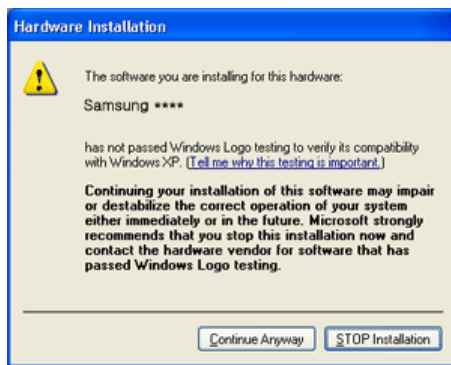 Hardware Installation
The software you are installing for this hardware:
Samsung ****
has not passed Windows Logo testing to verify its compatibility
with Windows XP. (Tell me why this testing is important.)
Continuing your installation of this software may impair
or destabilize the correct operation of your system
either immediately or in the future. Microsoft strongly
recommends that you stop this installation now and
contact the hardware vendor for software that has
passed Windows Logo testing.
Continue Anyway
STOP Installation